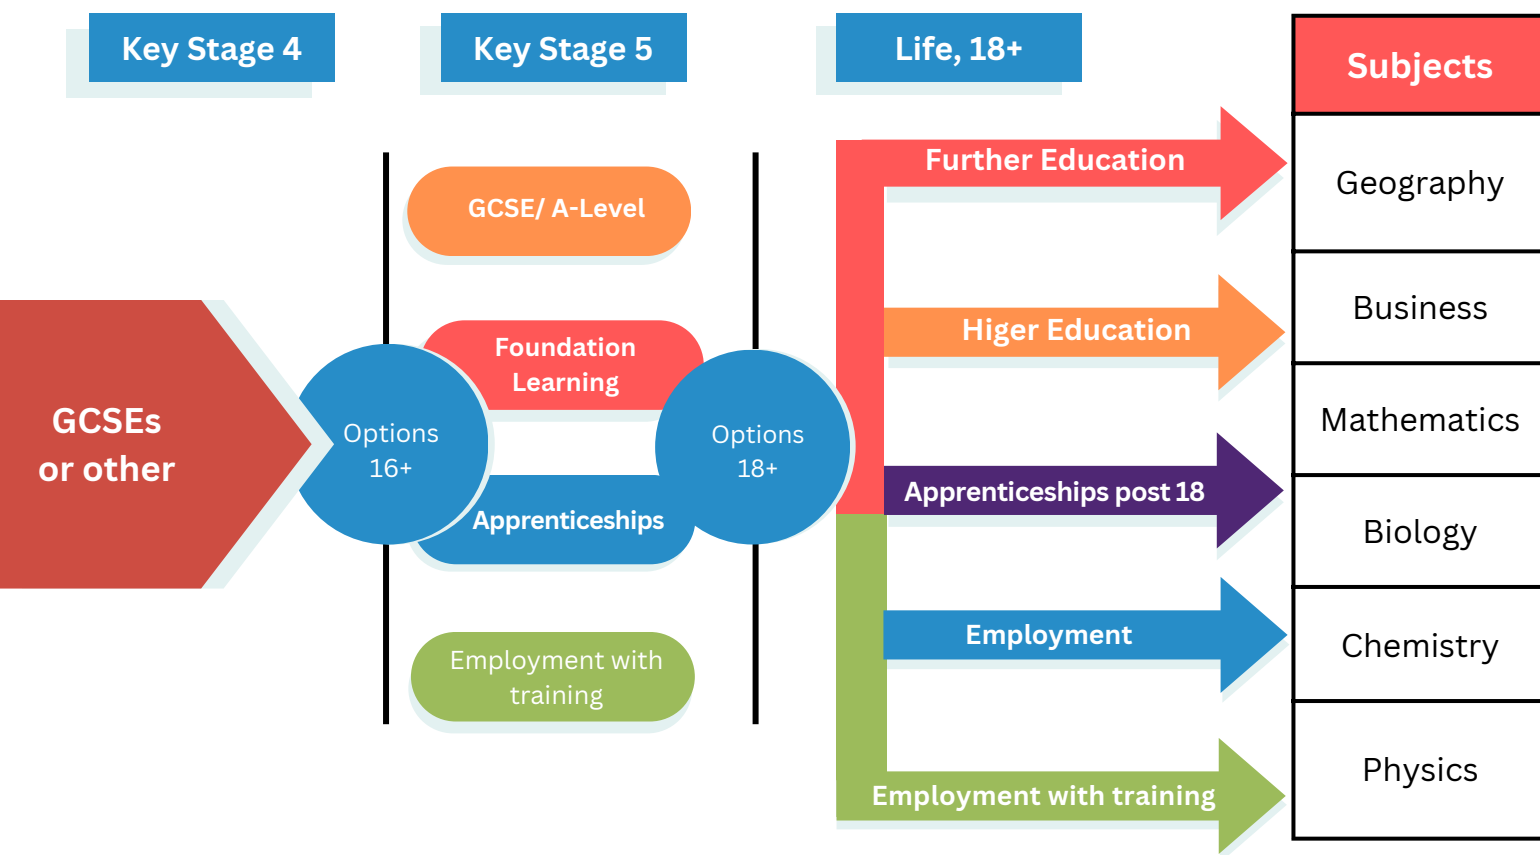 Key Stage 4
Key Stage 5
Life, 18+
Subjects
GCSEs
or other
Options
16+
GCSE/ A-Level
Foundation
Learning
Apprenticeships
Employment with
training
Options
18+
Further Education
Higer Education
Apprenticeships post 18
Employment
Employment with training
Geography
Business
Mathematics
Biology
Chemistry
Physics